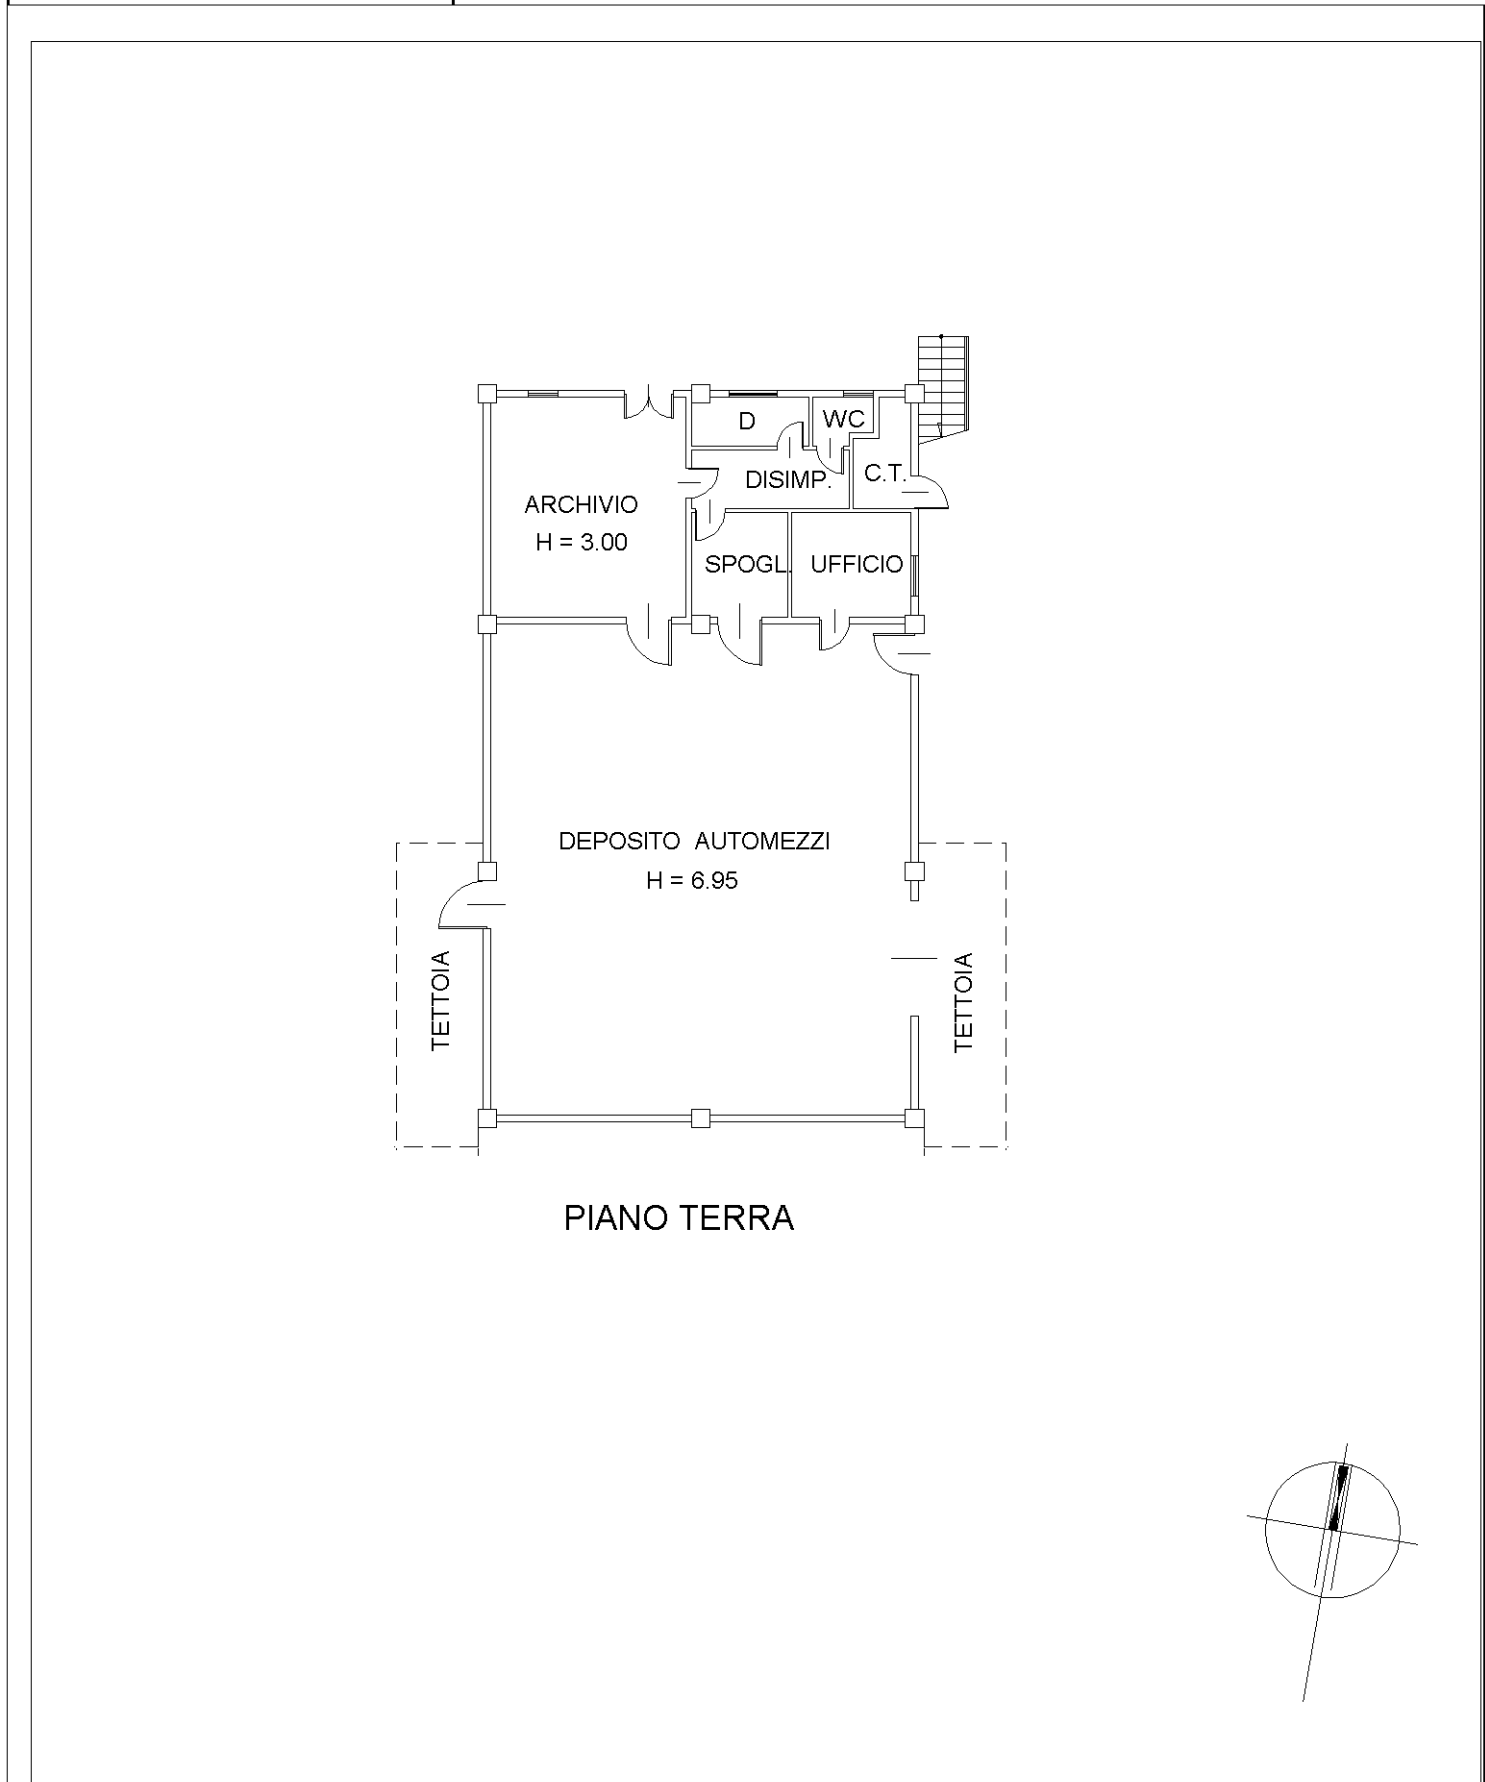 D
WC
DISIMP.
C.T.
ARCHIVIO
H = 3.00
SPOGL.
UFFICIO
DEPOSITO AUTOMEZZI
H = 6.95
TETTOIA
TETTOIA
PIANO TERRA